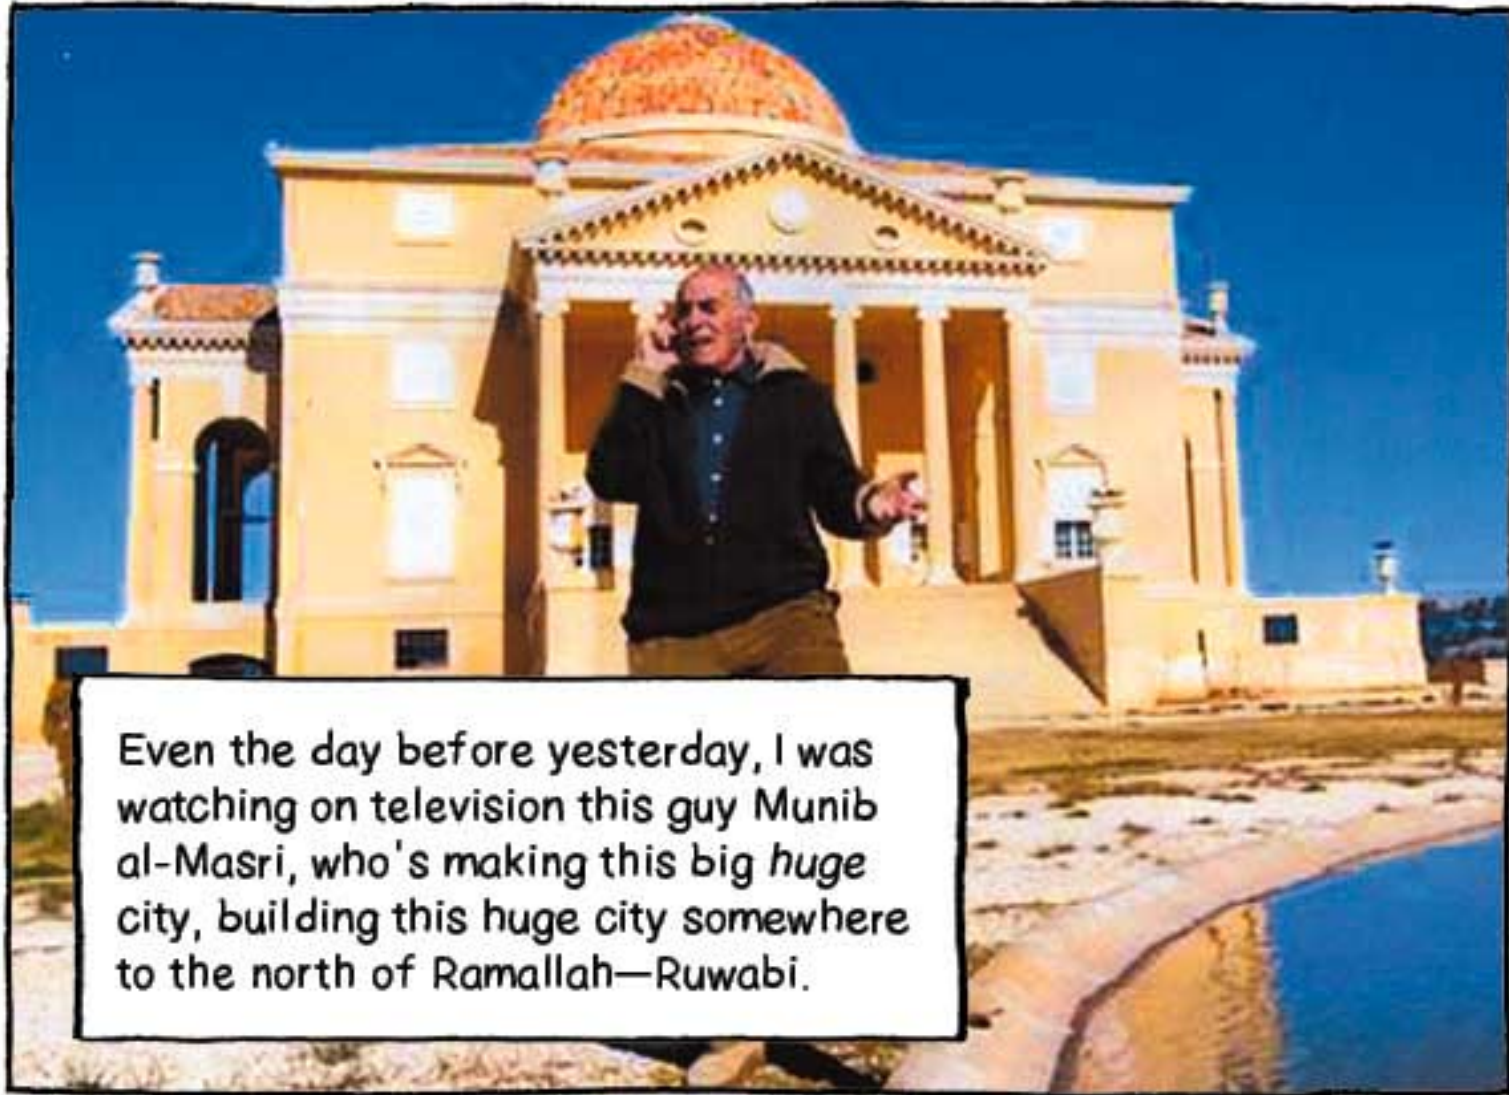 Even the day before yesterday, I was
watching on television this guy Munib
al-Masri, who's making this big huge
city, building this huge city somewhere
to the north of Ramallah—Ruwabi.